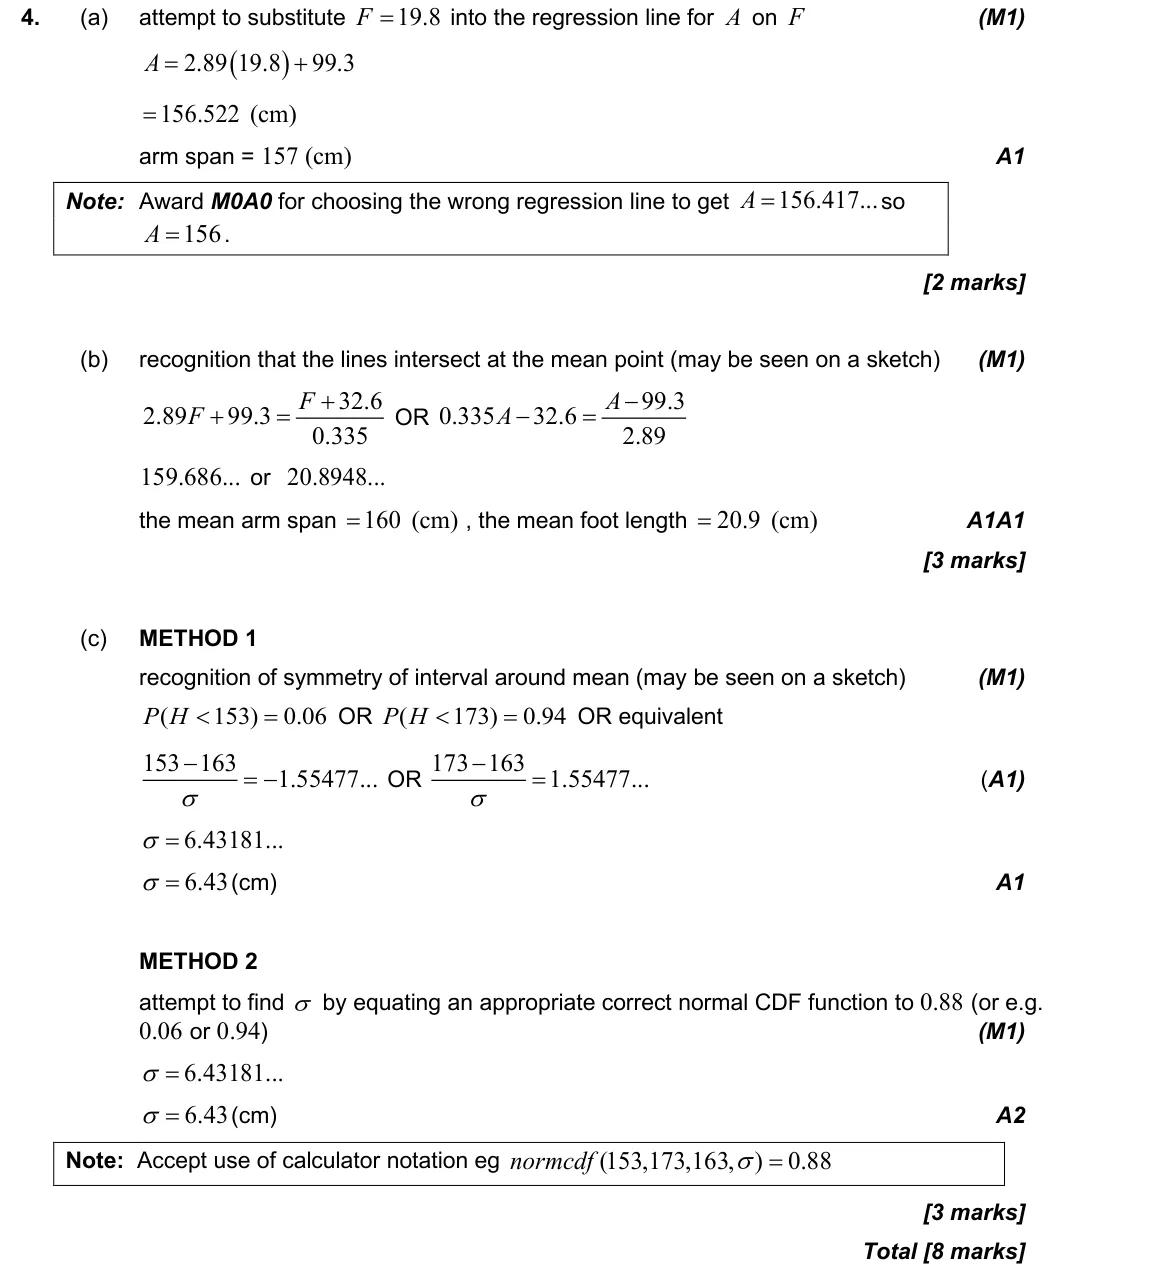 4. (a) attempt to substitute F = 19.8 into the regression line for A on F (M1)
A = 2.89(19.8) + 99.3
= 156.522 (cm)
arm span = 157 (cm) A1
Note: Award M0A0 for choosing the wrong regression line to get A = 156.417... so
A = 156.
[2 marks]
(b) recognition that the lines intersect at the mean point (may be seen on a sketch) (M1)
2.89F + 99.3 = (F + 32.6)/0.335 OR 0.335A − 32.6 = (A − 99.3)/2.89
159.686... or 20.8948...
the mean arm span = 160 (cm) , the mean foot length = 20.9 (cm) A1A1
[3 marks]
(c) METHOD 1
recognition of symmetry of interval around mean (may be seen on a sketch) (M1)
P(H < 153) = 0.06 OR P(H < 173) = 0.94 OR equivalent
(153 − 163)/σ = −1.55477... OR (173 − 163)/σ = 1.55477... (A1)
σ = 6.43181...
σ = 6.43 (cm) A1
METHOD 2
attempt to find σ by equating an appropriate correct normal CDF function to 0.88 (or e.g.
0.06 or 0.94) (M1)
σ = 6.43181...
σ = 6.43 (cm) A2
Note: Accept use of calculator notation eg normcdf(153,173,163,σ) = 0.88
[3 marks]
Total [8 marks]